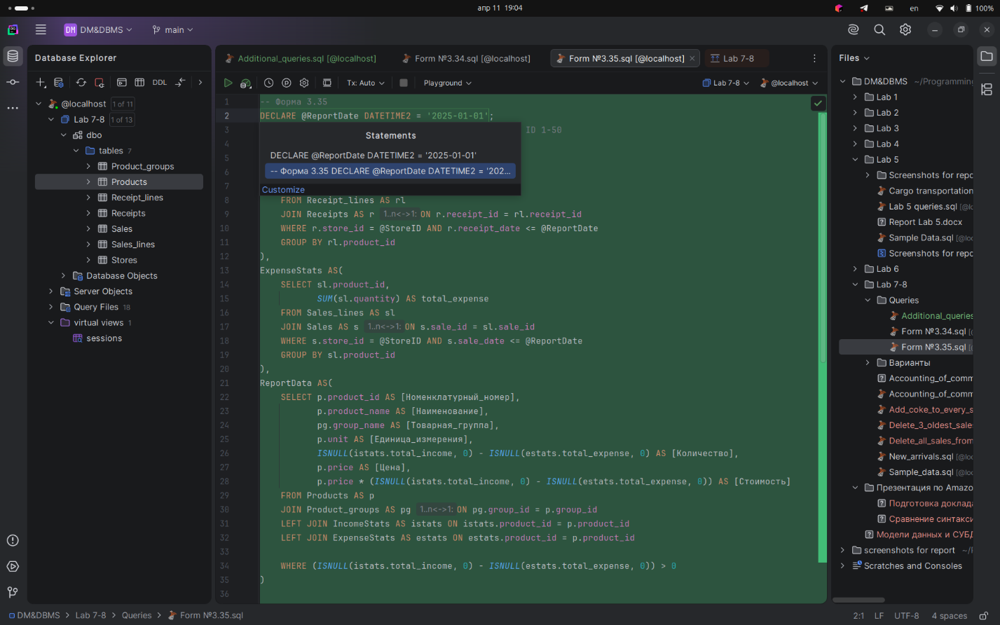 апр 11 19:04
en
100%
DM
DM&DBMS
main
Database Explorer
DDL
@localhost 1 of 11
Lab 7-8 1 of 13
dbo
tables 7
Product_groups
Products
Receipt_lines
Receipts
Sales
Sales_lines
Stores
Database Objects
Server Objects
Query Files 18
virtual views 1
sessions
Additional_queries.sql [@localhost]
Form №3.34.sql [@localhost]
Form №3.35.sql [@localhost]
Lab 7-8
Tx: Auto
Playground
Lab 7-8
@localhost
1 -- Форма 3.35
2 DECLARE @ReportDate DATETIME2 = '2025-01-01';
3 ID 1-50
Statements
DECLARE @ReportDate DATETIME2 = '2025-01-01'
-- Форма 3.35 DECLARE @ReportDate DATETIME2 = '202...
Customize
4
5
6
7
8 FROM Receipt_lines AS rl
9 JOIN Receipts AS r 1..n<->1: ON r.receipt_id = rl.receipt_id
10 WHERE r.store_id = @StoreID AND r.receipt_date <= @ReportDate
11 GROUP BY rl.product_id
12 ),
13 ExpenseStats AS(
14 SELECT sl.product_id,
15 SUM(sl.quantity) AS total_expense
16 FROM Sales_lines AS sl
17 JOIN Sales AS s 1..n<->1: ON s.sale_id = sl.sale_id
18 WHERE s.store_id = @StoreID AND s.sale_date <= @ReportDate
19 GROUP BY sl.product_id
20 ),
21 ReportData AS(
22 SELECT p.product_id AS [Номенклатурный_номер],
23 p.product_name AS [Наименование],
24 pg.group_name AS [Товарная_группа],
25 p.unit AS [Единица_измерения],
26 ISNULL(istats.total_income, 0) - ISNULL(estats.total_expense, 0) AS [Количество],
27 p.price AS [Цена],
28 p.price * (ISNULL(istats.total_income, 0) - ISNULL(estats.total_expense, 0)) AS [Стоимость]
29 FROM Products AS p
30 JOIN Product_groups AS pg 1..n<->1: ON pg.group_id = p.group_id
31 LEFT JOIN IncomeStats AS istats ON istats.product_id = p.product_id
32 LEFT JOIN ExpenseStats AS estats ON estats.product_id = p.product_id
33
34 WHERE (ISNULL(istats.total_income, 0) - ISNULL(estats.total_expense, 0)) > 0
35 )
36
Files
DM&DBMS ~/Programming
Lab 1
Lab 2
Lab 3
Lab 4
Lab 5
Screenshots for repo
Cargo transportation
Lab 5 queries.sql [@lo
Report Lab 5.docx
Sample Data.sql [@loc
Screenshots for repo
Lab 6
Lab 7-8
Queries
Additional_queries
Form №3.34.sql [@
Form №3.35.sql [@
Варианты
Accounting_of_comm
Accounting_of_comm
Add_coke_to_every_s
Delete_3_oldest_sale
Delete_all_sales_from
New_arrivals.sql [@loc
Sample_data.sql [@lo
Презентация по Amazo
Подготовка доклада
Сравнение синтакси
Модели данных и СУБД
screenshots for report ~/
Scratches and Consoles
DM&DBMS > Lab 7-8 > Queries > Form №3.35.sql
2:1 LF UTF-8 4 spaces